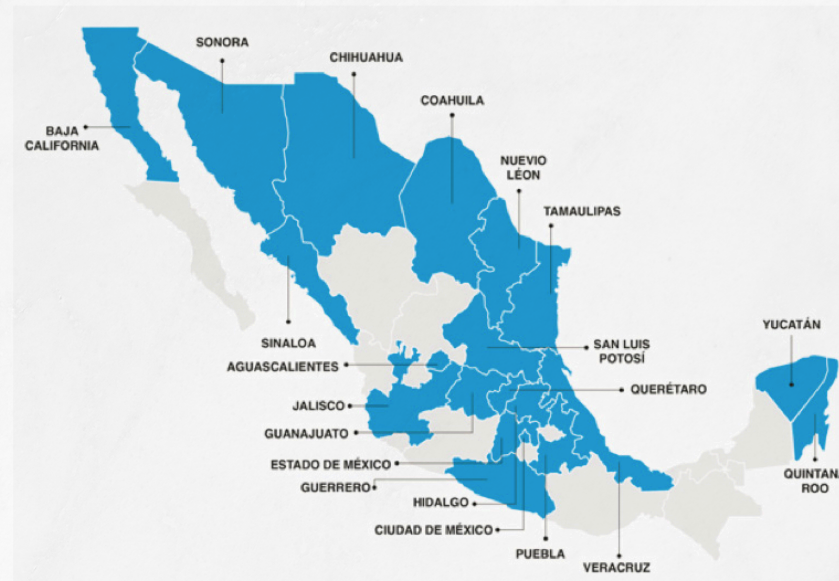 SONORA
CHIHUAHUA
COAHUILA
BAJA
CALIFORNIA
NUEVIO
LÉON
TAMAULIPAS
YUCATÁN
SINALOA
SAN LUIS
POTOSÍ
AGUASCALIENTES
QUERÉTARO
JALISCO
GUANAJUATO
ESTADO DE MÉXICO
QUINTANA
ROO
GUERRERO
HIDALGO
CIUDAD DE MÉXICO
PUEBLA
VERACRUZ